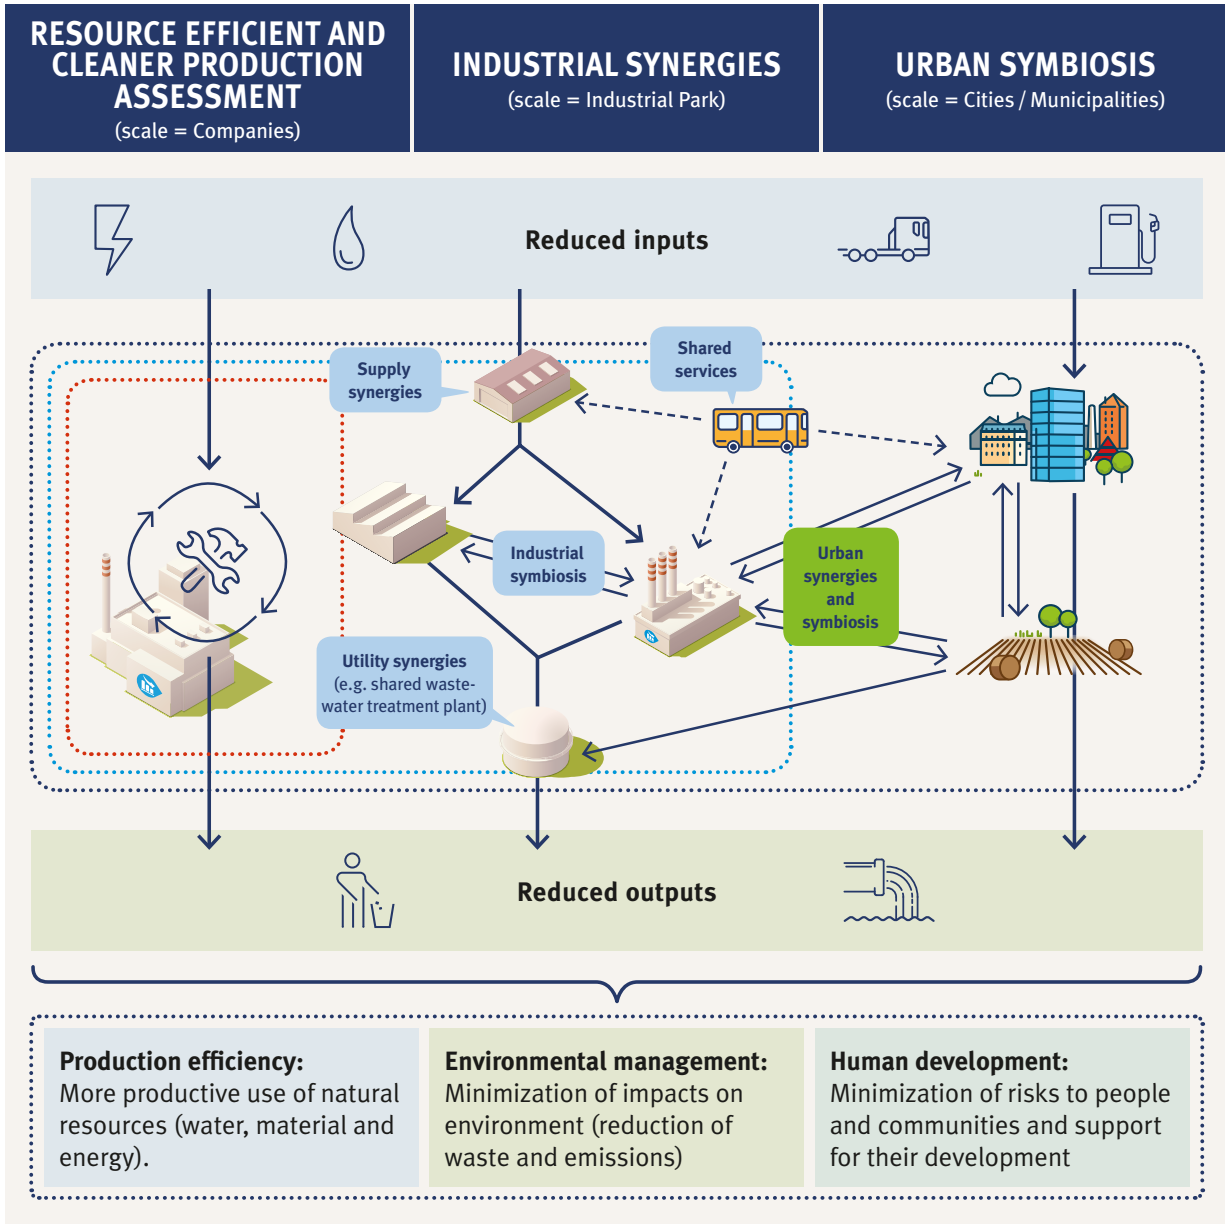 RESOURCE EFFICIENT AND
CLEANER PRODUCTION
ASSESSMENT
(scale = Companies)
INDUSTRIAL SYNERGIES
(scale = Industrial Park)
URBAN SYMBIOSIS
(scale = Cities / Municipalities)
Reduced inputs
Supply
synergies
Shared
services
Industrial
symbiosis
Urban
synergies
and
symbiosis
Utility synergies
(e.g. shared waste-
water treatment plant)
Reduced outputs
Production efficiency:
More productive use of natural
resources (water, material and
energy).
Environmental management:
Minimization of impacts on
environment (reduction of
waste and emissions)
Human development:
Minimization of risks to people
and communities and support
for their development